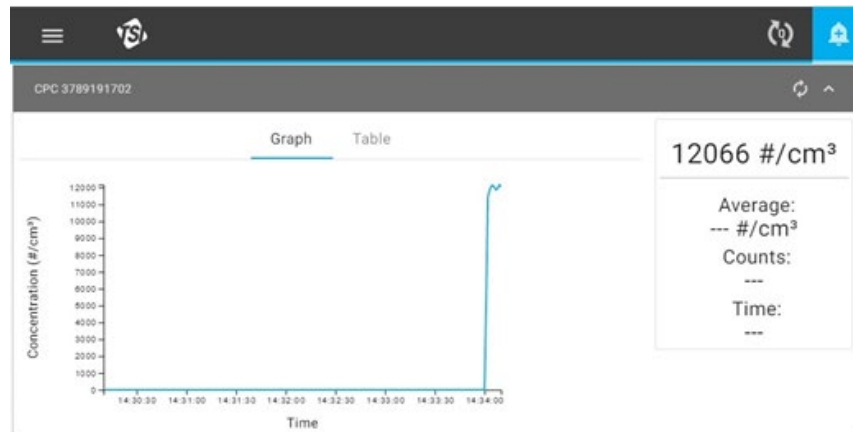 TSI
CPC 3789191702
Graph Table
12066 #/cm³
Average:
--- #/cm³
Counts:
---
Time:
---
Concentration (#/cm³)
12000
11000
10000
9000
8000
7000
6000
5000
4000
3000
2000
1000
0
14:30:30 14:31:00 14:31:30 14:32:00 14:32:30 14:33:00 14:33:30 14:34:00
Time